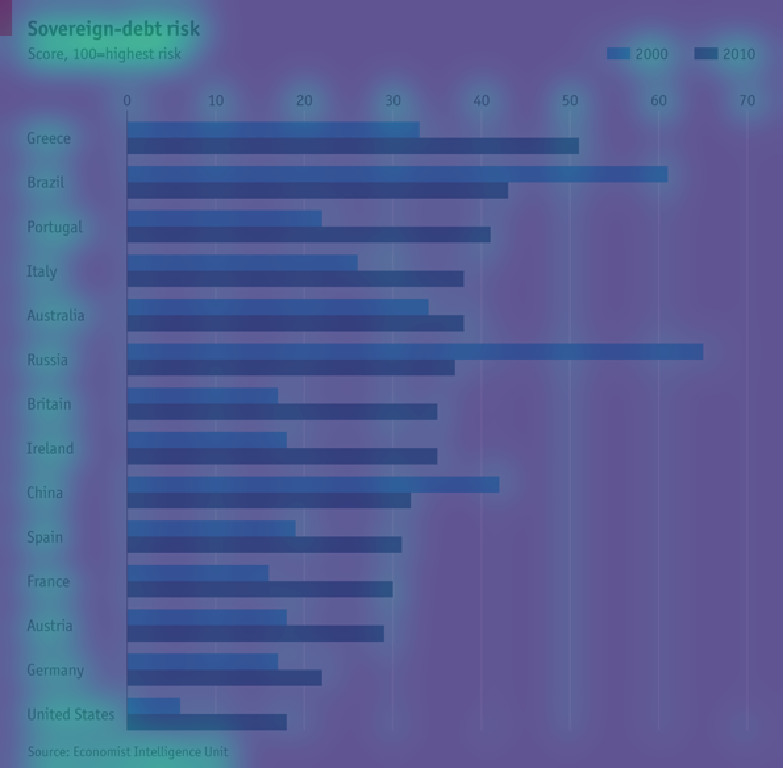 Sovereign-debt risk
Score, 100=highest risk
2000 2010
0 10 20 30 40 50 60 70
Greece
Brazil
Portugal
Italy
Australia
Russia
Britain
Ireland
China
Spain
France
Austria
Germany
United States
Source: Economist Intelligence Unit